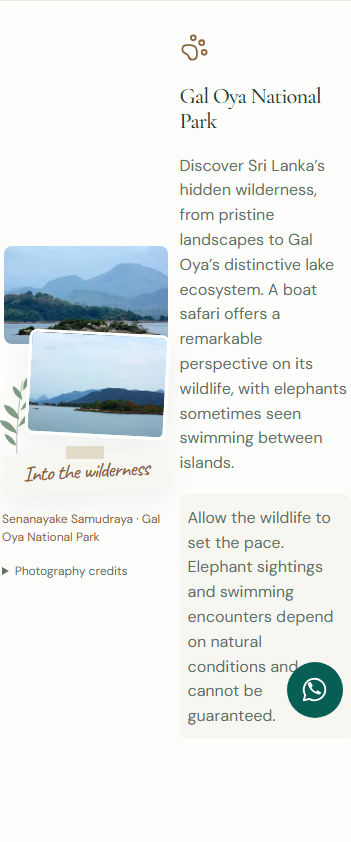 Gal Oya National
Park
Discover Sri Lanka’s
hidden wilderness,
from pristine
landscapes to Gal
Oya’s distinctive lake
ecosystem. A boat
safari offers a
remarkable
perspective on its
wildlife, with elephants
sometimes seen
swimming between
islands.
Into the wilderness
Senanayake Samudraya · Gal
Oya National Park
Photography credits
Allow the wildlife to
set the pace.
Elephant sightings
and swimming
encounters depend
on natural
conditions and
cannot be
guaranteed.